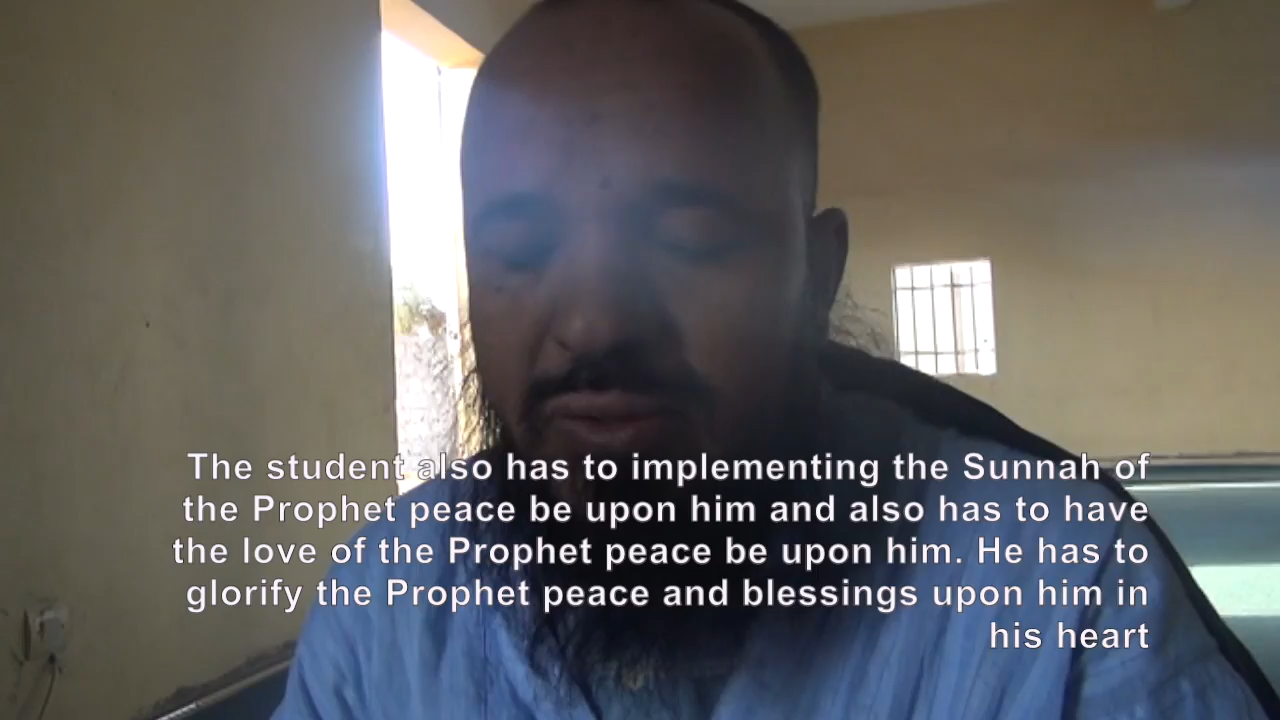 The student also has to implementing the Sunnah of
the Prophet peace be upon him and also has to have
the love of the Prophet peace be upon him. He has to
glorify the Prophet peace and blessings upon him in
his heart